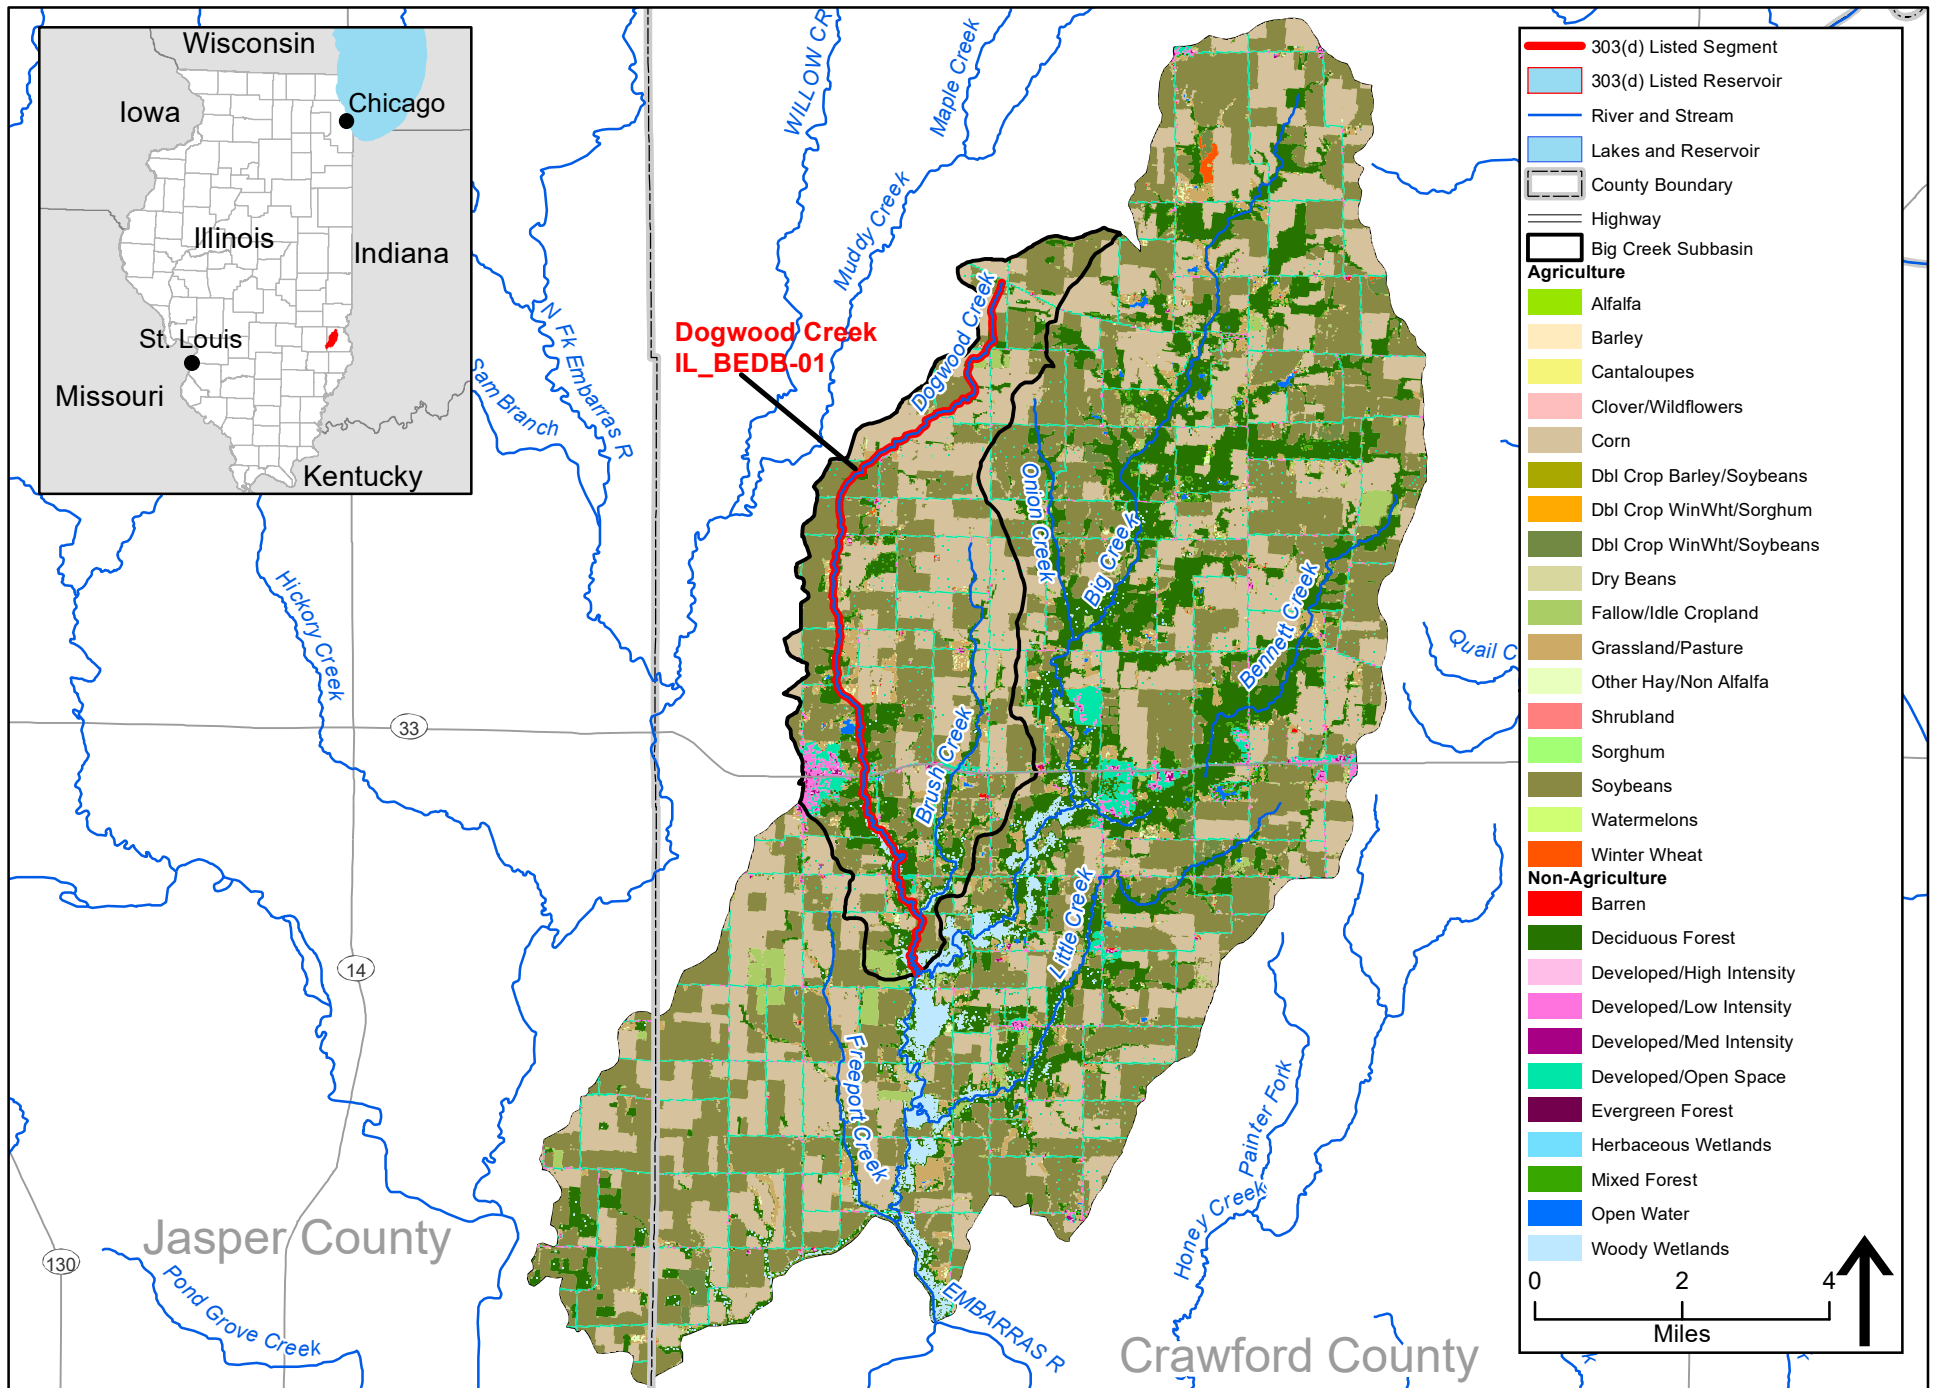 Wisconsin
Iowa
Chicago
Illinois
Indiana
St. Louis
Missouri
Kentucky
WILLOW CR
Maple Creek
Muddy Creek
N Fk Embarras R
Sam Branch
Dogwood Creek
IL_BEDB-01
Dogwood Creek
Onion Creek
Big Creek
Bennett Creek
Quail C
Hickory Creek
33
Brush Creek
Little Creek
14
Freeport Creek
Painter Fork
Honey Creek
Jasper County
130
Pond Grove Creek
EMBARRAS R
Crawford County
303(d) Listed Segment
303(d) Listed Reservoir
River and Stream
Lakes and Reservoir
County Boundary
Highway
Big Creek Subbasin
Agriculture
Alfalfa
Barley
Cantaloupes
Clover/Wildflowers
Corn
Dbl Crop Barley/Soybeans
Dbl Crop WinWht/Sorghum
Dbl Crop WinWht/Soybeans
Dry Beans
Fallow/Idle Cropland
Grassland/Pasture
Other Hay/Non Alfalfa
Shrubland
Sorghum
Soybeans
Watermelons
Winter Wheat
Non-Agriculture
Barren
Deciduous Forest
Developed/High Intensity
Developed/Low Intensity
Developed/Med Intensity
Developed/Open Space
Evergreen Forest
Herbaceous Wetlands
Mixed Forest
Open Water
Woody Wetlands
0 2 4
Miles